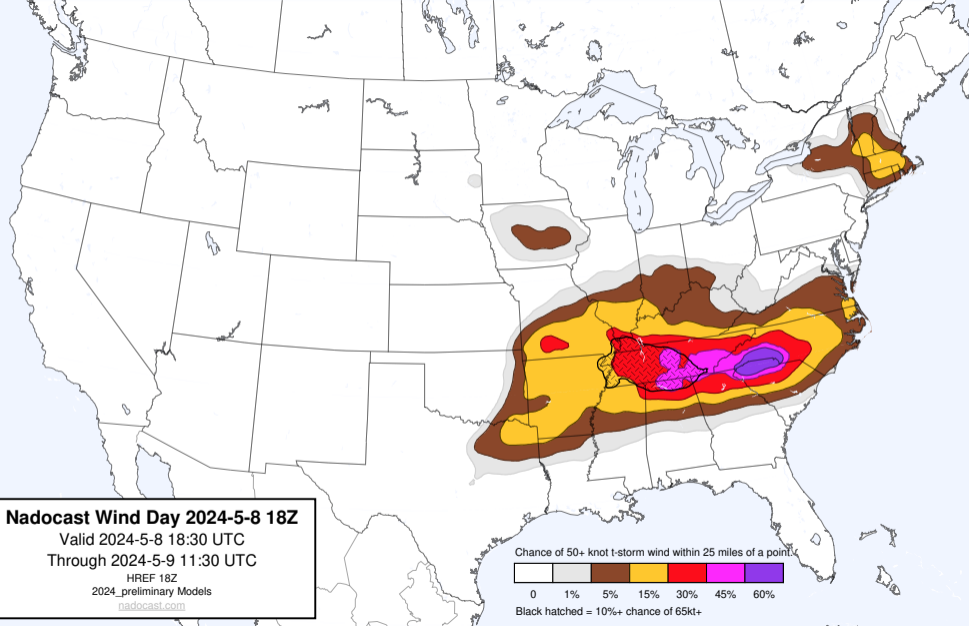 Nadocast Wind Day 2024-5-8 18Z
Valid 2024-5-8 18:30 UTC
Through 2024-5-9 11:30 UTC
HREF 18Z
2024_preliminary Models
nadocast.com
Chance of 50+ knot t-storm wind within 25 miles of a point.
0 1% 5% 15% 30% 45% 60%
Black hatched = 10%+ chance of 65kt+